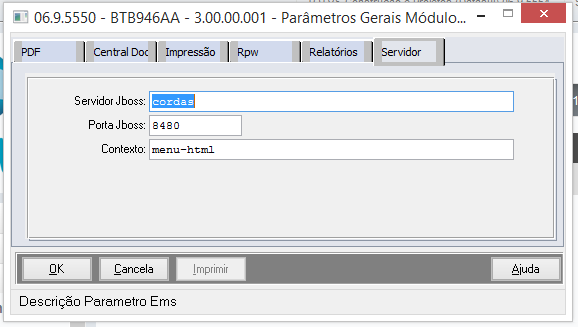 06.9.5550 - BTB946AA - 3.00.00.001 - Parâmetros Gerais Módulo...
PDF Central Doc Impressão Rpw Relatórios Servidor
Servidor Jboss: cordas
Porta Jboss: 8480
Contexto: menu-html
OK Cancela Imprimir Ajuda
Descrição Parametro Ems